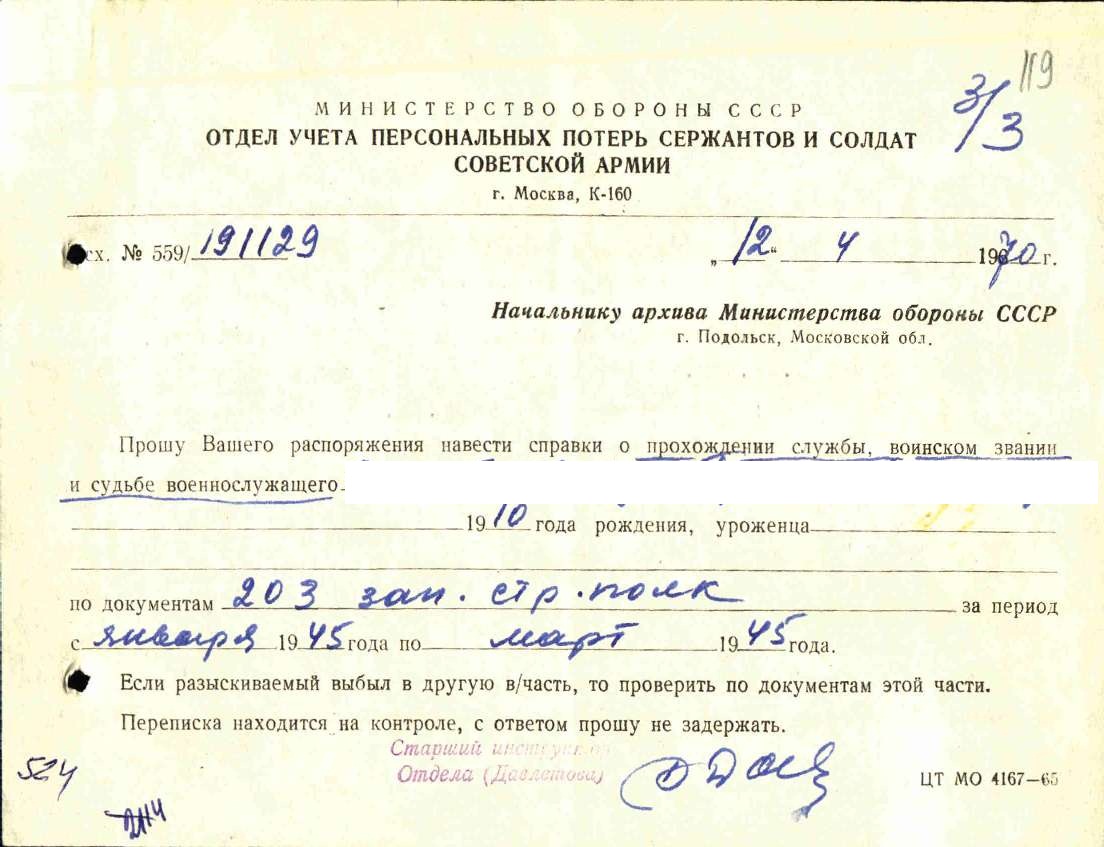 119
3/3
МИНИСТЕРСТВО ОБОРОНЫ СССР
ОТДЕЛ УЧЕТА ПЕРСОНАЛЬНЫХ ПОТЕРЬ СЕРЖАНТОВ И СОЛДАТ
СОВЕТСКОЙ АРМИИ
г. Москва, К-160
сх. № 559/191129 „12“ 4 1970 г.
Начальнику архива Министерства обороны СССР
г. Подольск, Московской обл.
Прошу Вашего распоряжения навести справки о прохождении службы, воинском звании
и судьбе военнослужащего
1910 года рождения, уроженца
по документам 203 зап. стр. полк за период
с января 1945 года по март 1945 года.
Если разыскиваемый выбыл в другую в/часть, то проверить по документам этой части.
Переписка находится на контроле, с ответом прошу не задержать.
Старший
Отдела (Давлетова)
524
ЦТ МО 4167—65